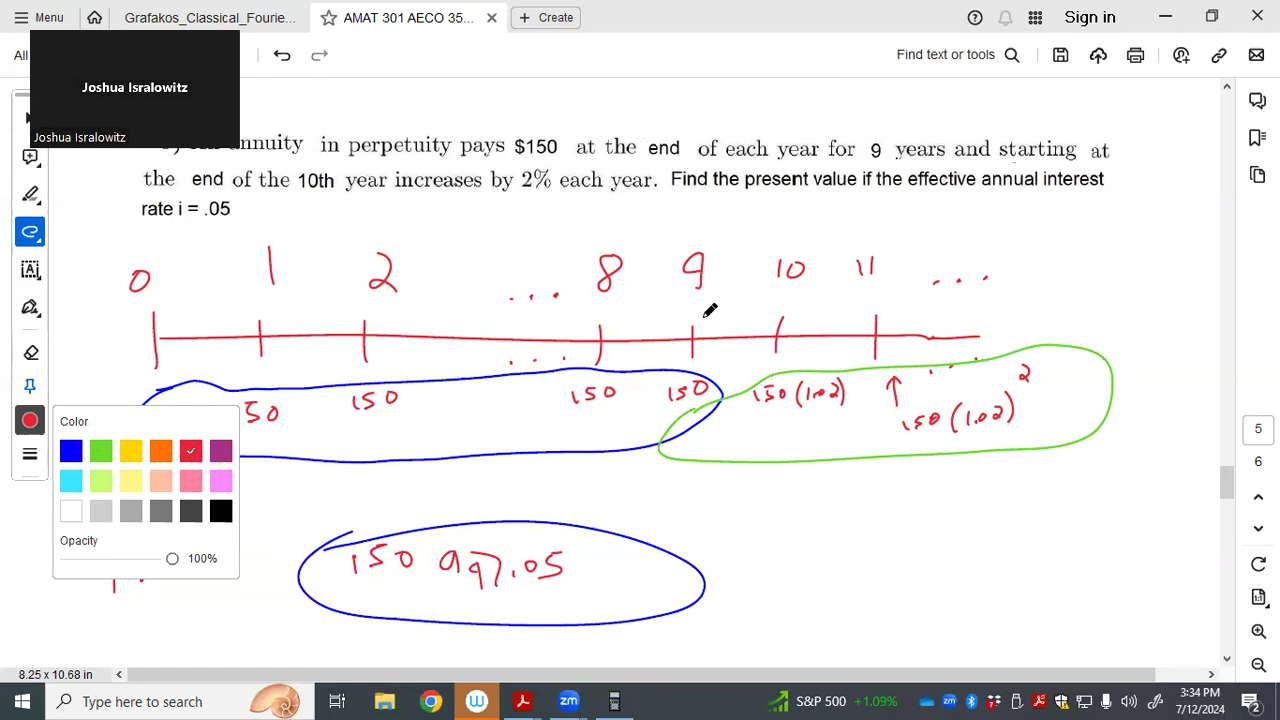 Menu
Grafakos_Classical_Fourie...
AMAT 301 AECO 35...
Create
Sign in
All
Find text or tools
Joshua Isralowitz
Joshua Isralowitz
annuity in perpetuity pays $150 at the end of each year for 9 years and starting at
the end of the 10th year increases by 2% each year. Find the present value if the effective annual interest
rate i = .05
0 1 2 ... 8 9 10 11 ...
... ...
50 150 150 150 150(1.02) 150(1.02)²
Color
Opacity
100%
150 a9⌉.05
5
6
8.25 x 10.68 in
Type here to search
S&P 500 +1.09%
3:34 PM
7/12/2024
2